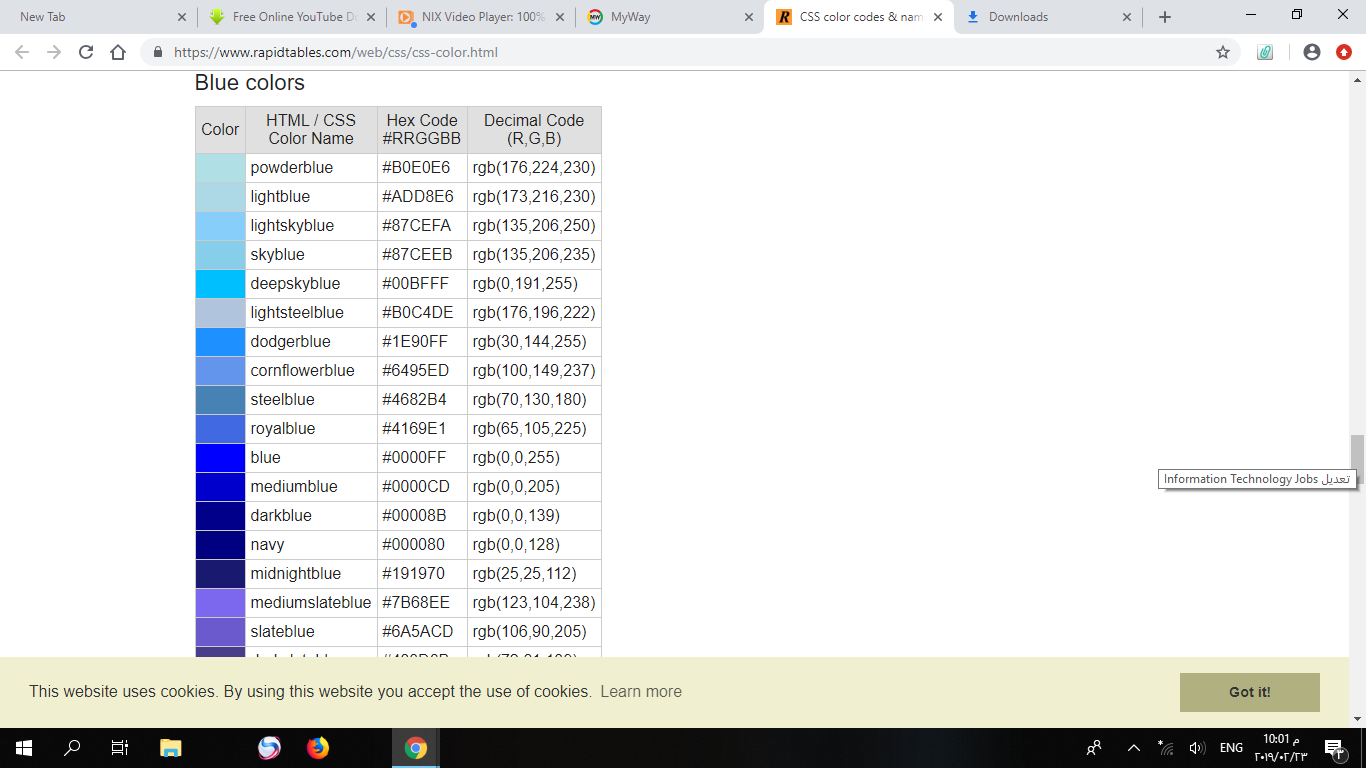 New Tab
Free Online YouTube Do
NIX Video Player: 100%
MyWay
CSS color codes & nam
Downloads
https://www.rapidtables.com/web/css/css-color.html
Blue colors
Color HTML / CSS Color Name Hex Code #RRGGBB Decimal Code (R,G,B)
powderblue #B0E0E6 rgb(176,224,230)
lightblue #ADD8E6 rgb(173,216,230)
lightskyblue #87CEFA rgb(135,206,250)
skyblue #87CEEB rgb(135,206,235)
deepskyblue #00BFFF rgb(0,191,255)
lightsteelblue #B0C4DE rgb(176,196,222)
dodgerblue #1E90FF rgb(30,144,255)
cornflowerblue #6495ED rgb(100,149,237)
steelblue #4682B4 rgb(70,130,180)
royalblue #4169E1 rgb(65,105,225)
blue #0000FF rgb(0,0,255)
mediumblue #0000CD rgb(0,0,205)
darkblue #00008B rgb(0,0,139)
navy #000080 rgb(0,0,128)
midnightblue #191970 rgb(25,25,112)
mediumslateblue #7B68EE rgb(123,104,238)
slateblue #6A5ACD rgb(106,90,205)
Information Technology Jobs تعديل
This website uses cookies. By using this website you accept the use of cookies. Learn more
Got it!
ENG
10:01 م
٢٠١٩/٠٢/٢٣
٣